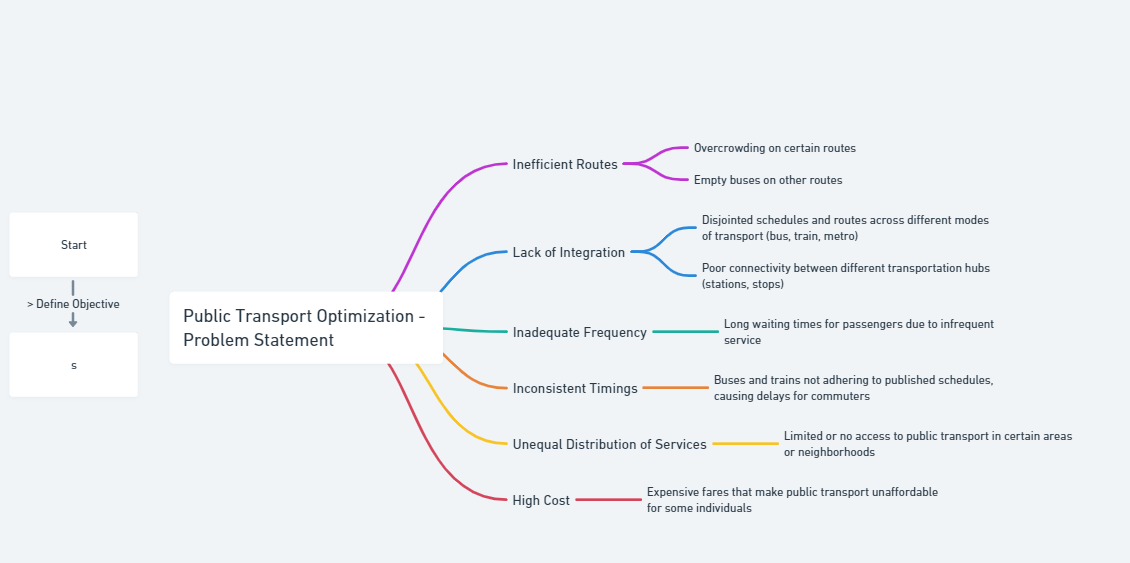 Start
> Define Objective
s
Public Transport Optimization -
Problem Statement
Inefficient Routes
Overcrowding on certain routes
Empty buses on other routes
Lack of Integration
Disjointed schedules and routes across different modes
of transport (bus, train, metro)
Poor connectivity between different transportation hubs
(stations, stops)
Inadequate Frequency
Long waiting times for passengers due to infrequent
service
Inconsistent Timings
Buses and trains not adhering to published schedules,
causing delays for commuters
Unequal Distribution of Services
Limited or no access to public transport in certain areas
or neighborhoods
High Cost
Expensive fares that make public transport unaffordable
for some individuals